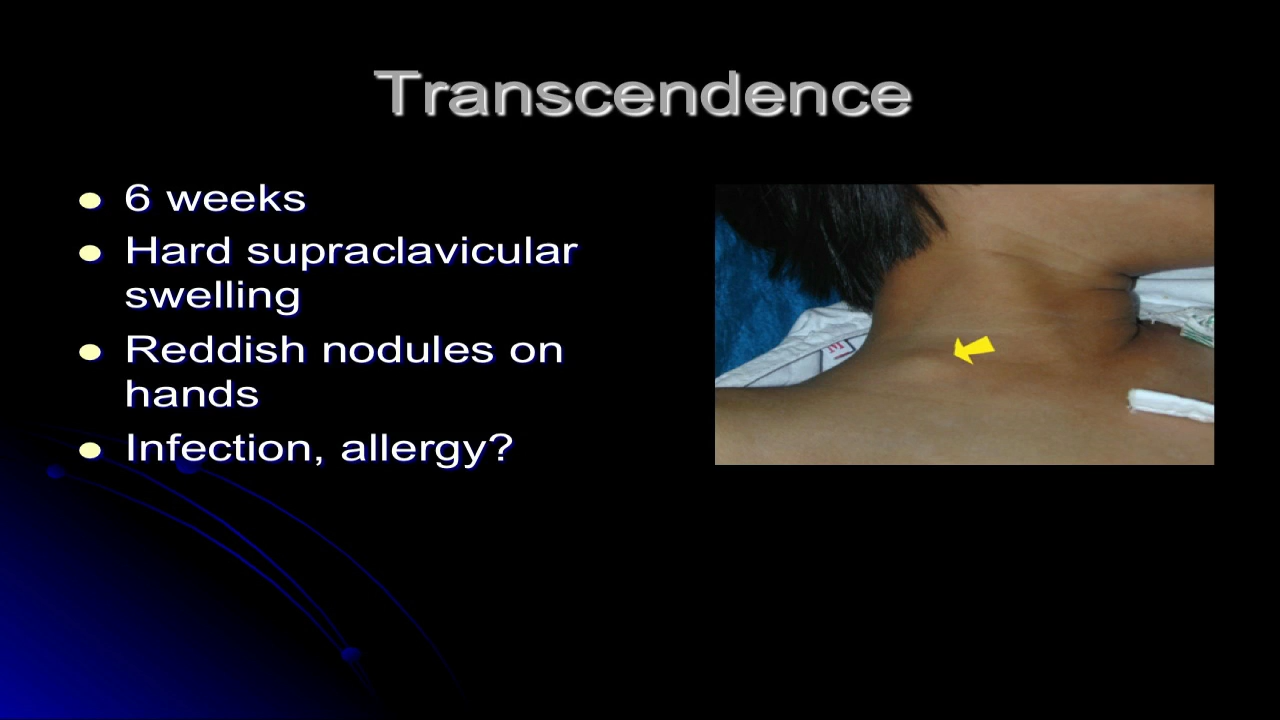 Transcendence
6 weeks
Hard supraclavicular
swelling
Reddish nodules on
hands
Infection, allergy?